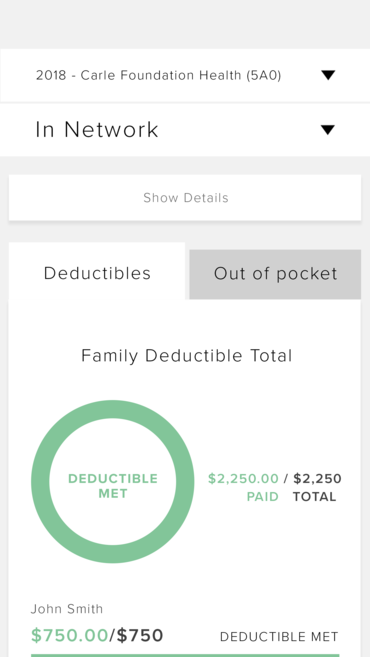 2018 - Carle Foundation Health (5A0)
In Network
Show Details
Deductibles
Out of pocket
Family Deductible Total
DEDUCTIBLE
MET
$2,250.00 / $2,250
PAID TOTAL
John Smith
$750.00/$750
DEDUCTIBLE MET